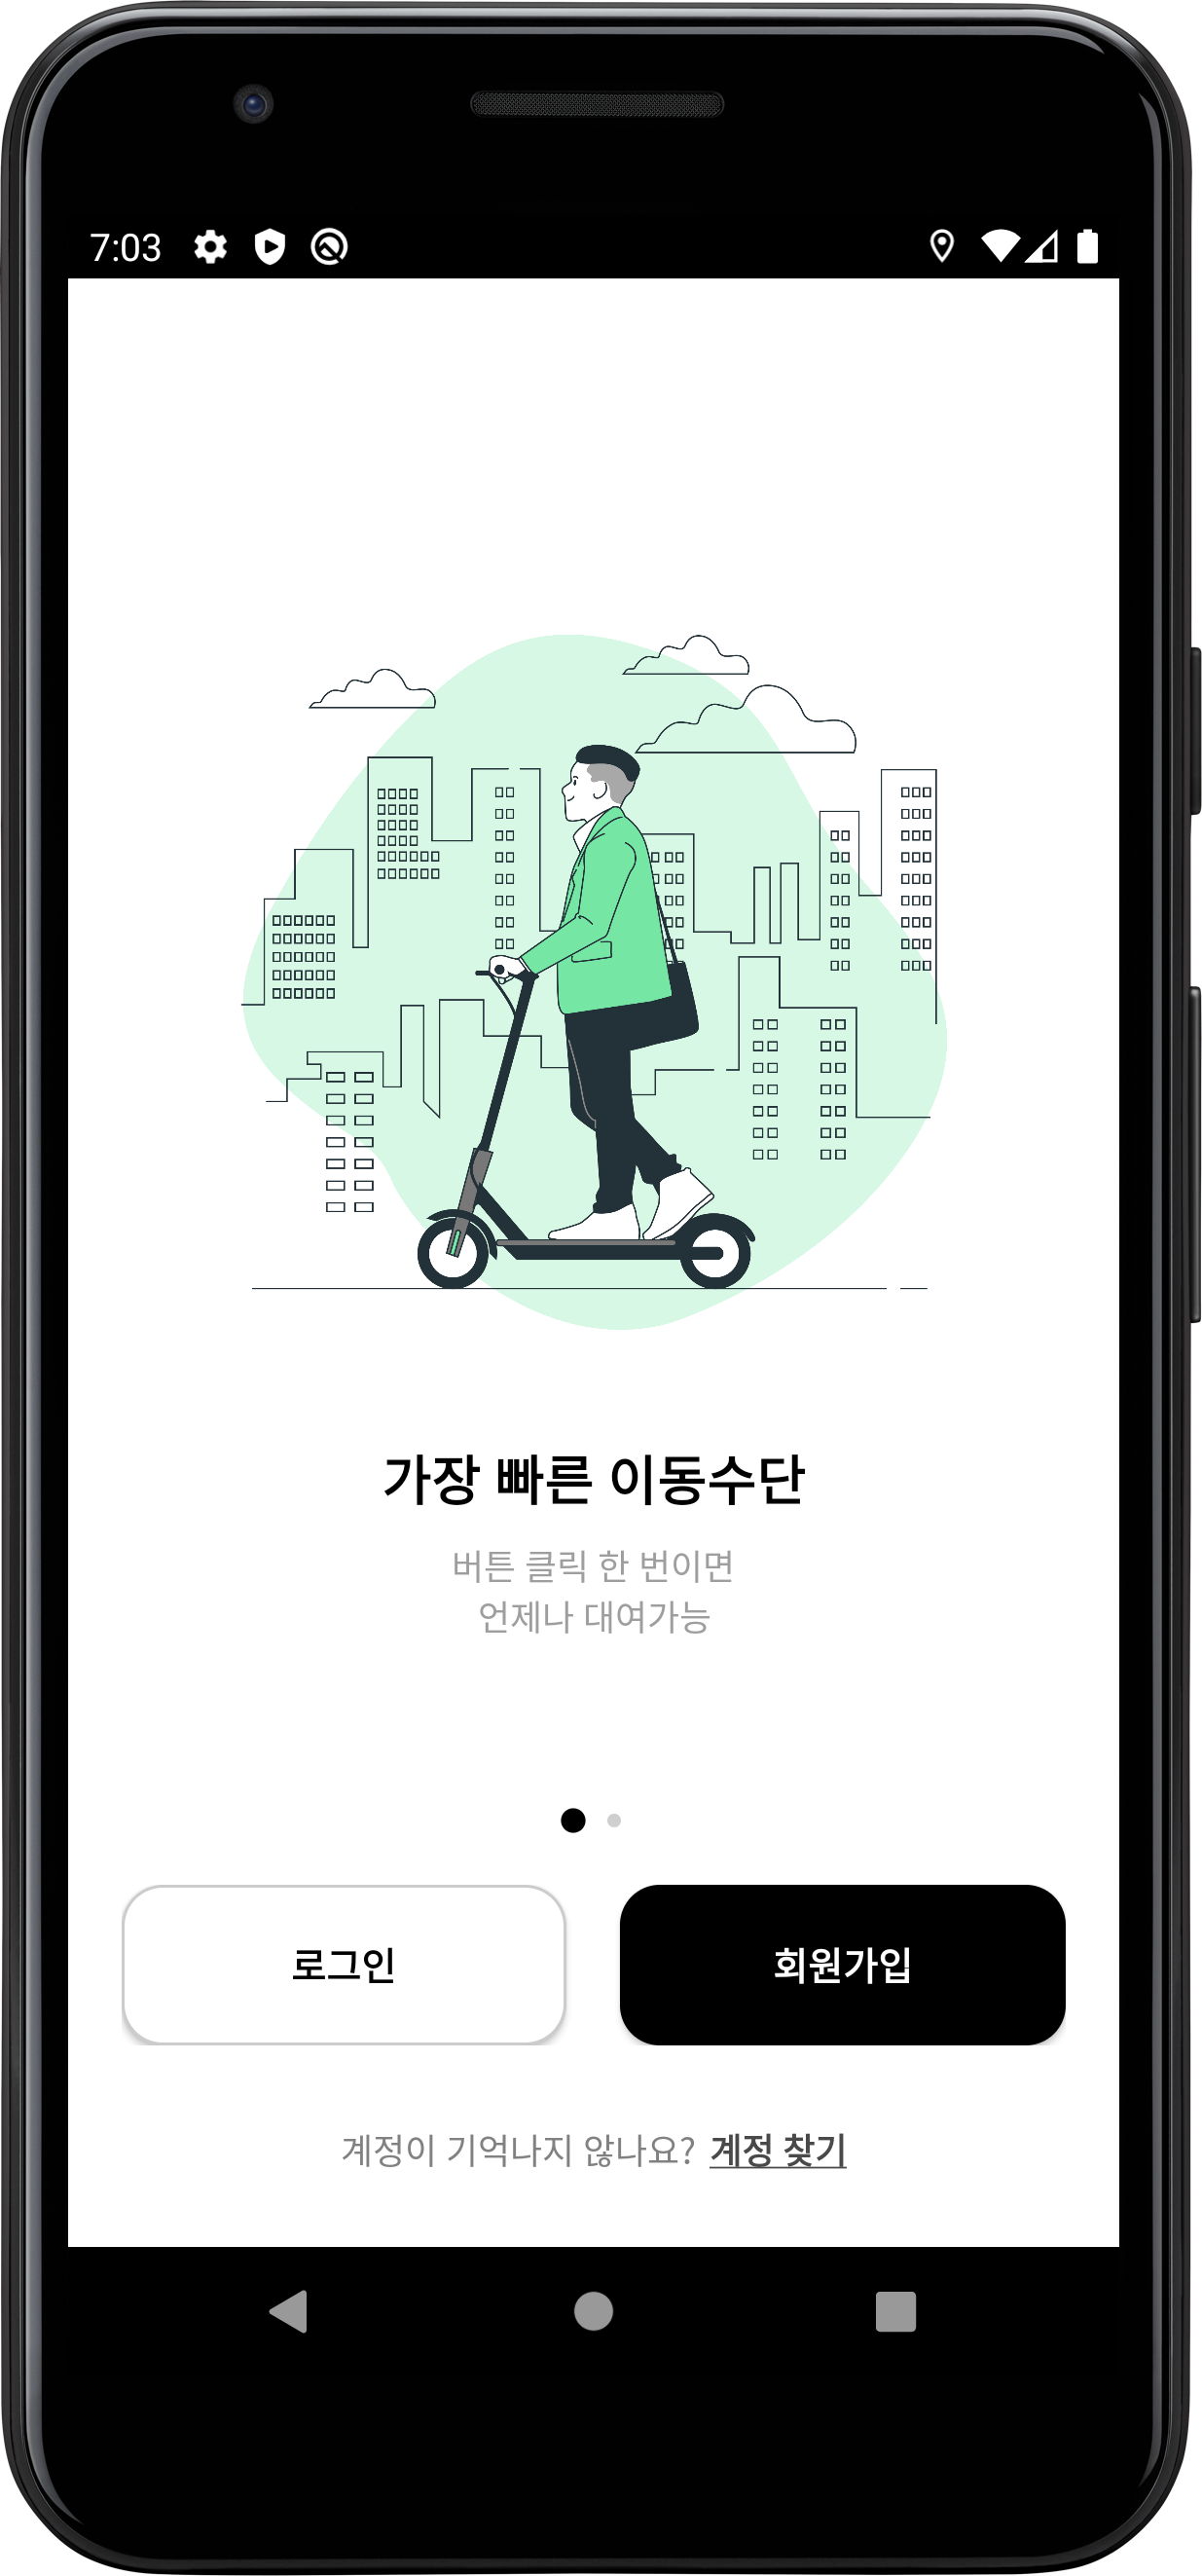 7:03
가장 빠른 이동수단
버튼 클릭 한 번이면
언제나 대여가능
로그인 회원가입
계정이 기억나지 않나요? 계정 찾기